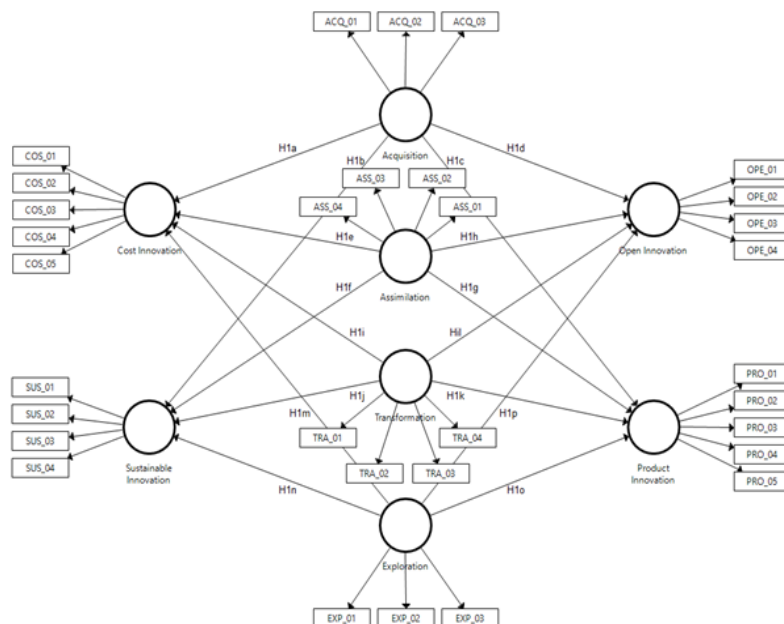 ACQ_01
ACQ_02
ACQ_03
Acquisition
H1a
H1b
H1c
H1d
COS_01
COS_02
COS_03
COS_04
COS_05
Cost Innovation
ASS_03
ASS_02
ASS_04
ASS_01
OPE_01
OPE_02
OPE_03
OPE_04
Open Innovation
H1e
H1h
Assimilation
H1f
H1g
H1i
Hil
Transformation
H1j
H1k
H1m
H1p
TRA_01
TRA_04
TRA_02
TRA_03
SUS_01
SUS_02
SUS_03
SUS_04
Sustainable
Innovation
PRO_01
PRO_02
PRO_03
PRO_04
PRO_05
Product
Innovation
H1n
H1o
Exploration
EXP_01
EXP_02
EXP_03